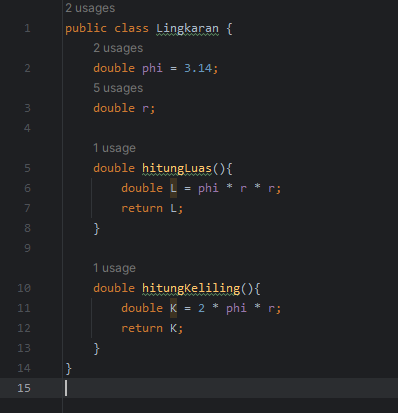 2 usages
1 public class Lingkaran {
2 usages
2 double phi = 3.14;
5 usages
3 double r;
4
1 usage
5 double hitungLuas(){
6 double L = phi * r * r;
7 return L;
8 }
9
1 usage
10 double hitungKeliling(){
11 double K = 2 * phi * r;
12 return K;
13 }
14 }
15